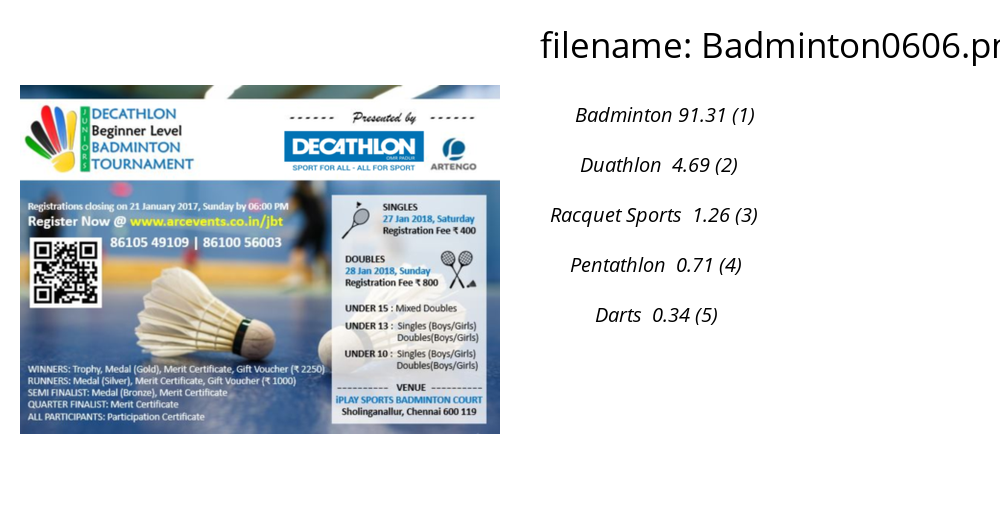 filename: Badminton0606.pn
Badminton 91.31 (1)
Duathlon 4.69 (2)
Racquet Sports 1.26 (3)
Pentathlon 0.71 (4)
Darts 0.34 (5)
JUNIORS
DECATHLON
Beginner Level
BADMINTON
TOURNAMENT
------ Presented by ------
DECATHLON
OMR PADUR
SPORT FOR ALL - ALL FOR SPORT
ARTENGO
Registrations closing on 21 January 2017, Sunday by 06:00 PM
Register Now @ www.arcevents.co.in/jbt
86105 49109 | 86100 56003
SINGLES
27 Jan 2018, Saturday
Registration Fee ₹ 400
DOUBLES
28 Jan 2018, Sunday
Registration Fee ₹ 800
UNDER 15 : Mixed Doubles
UNDER 13 : Singles (Boys/Girls)
Doubles(Boys/Girls)
UNDER 10 : Singles (Boys/Girls)
Doubles(Boys/Girls)
---------- VENUE ----------
iPLAY SPORTS BADMINTON COURT
Sholinganallur, Chennai 600 119
WINNERS: Trophy, Medal (Gold), Merit Certificate, Gift Voucher (₹ 2250)
RUNNERS: Medal (Silver), Merit Certificate, Gift Voucher (₹ 1000)
SEMI FINALIST: Medal (Bronze), Merit Certificate
QUARTER FINALIST: Merit Certificate
ALL PARTICIPANTS: Participation Certificate